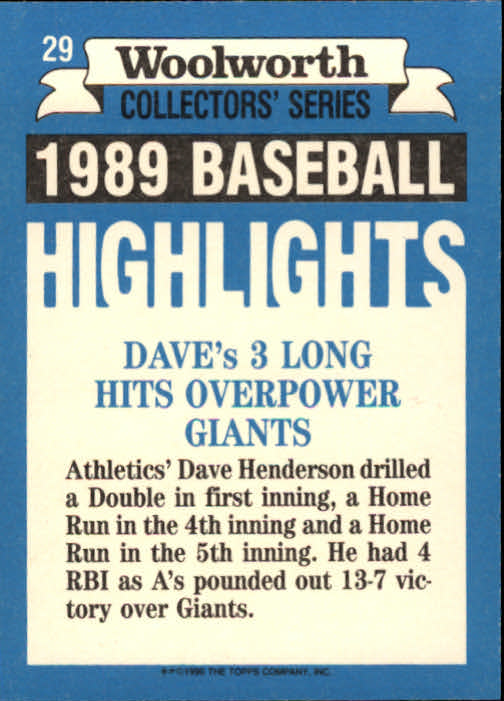 29
Woolworth
COLLECTORS' SERIES
1989 BASEBALL
HIGHLIGHTS
DAVE's 3 LONG
HITS OVERPOWER
GIANTS
Athletics' Dave Henderson drilled
a Double in first inning, a Home
Run in the 4th inning and a Home
Run in the 5th inning. He had 4
RBI as A's pounded out 13-7 vic-
tory over Giants.
©1990 THE TOPPS COMPANY, INC.